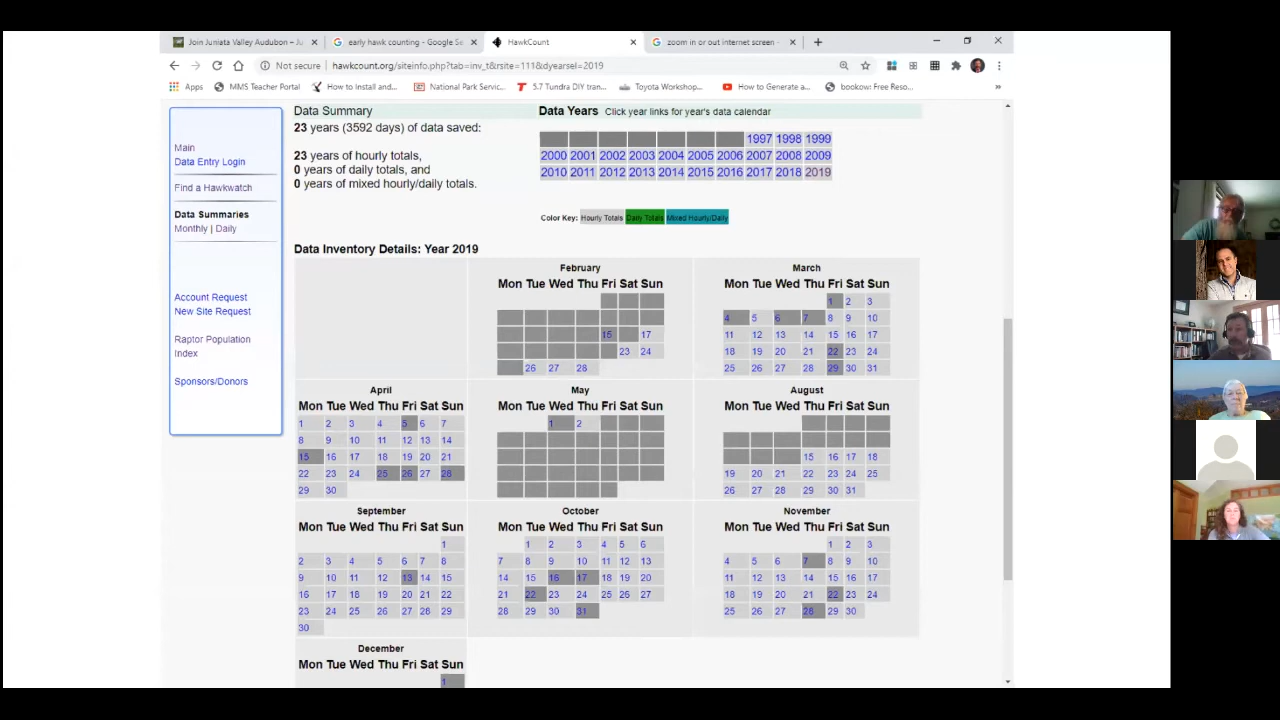 Join Juniata Valley Audubon – Ju
early hawk counting - Google Se
HawkCount
zoom in or out internet screen -
Not secure
hawkcount.org/siteinfo.php?tab=inv_t&rsite=111&dyearsel=2019
Apps
MMS Teacher Portal
How to Install and...
National Park Servic...
5.7 Tundra DIY tran...
Toyota Workshop...
How to Generate a...
bookow: Free Reso...
Main
Data Entry Login
Find a Hawkwatch
Data Summaries
Monthly | Daily
Account Request
New Site Request
Raptor Population
Index
Sponsors/Donors
Data Summary
23 years (3592 days) of data saved:
23 years of hourly totals,
0 years of daily totals, and
0 years of mixed hourly/daily totals.
Data Years Click year links for year's data calendar
1997 1998 1999
2000 2001 2002 2003 2004 2005 2006 2007 2008 2009
2010 2011 2012 2013 2014 2015 2016 2017 2018 2019
Color Key: Hourly Totals Daily Totals Mixed Hourly/Daily
Data Inventory Details: Year 2019
February
Mon Tue Wed Thu Fri Sat Sun
15 17
23 24
26 27 28
March
Mon Tue Wed Thu Fri Sat Sun
1 2 3
4 5 6 7 8 9 10
11 12 13 14 15 16 17
18 19 20 21 22 23 24
25 26 27 28 29 30 31
April
Mon Tue Wed Thu Fri Sat Sun
1 2 3 4 5 6 7
8 9 10 11 12 13 14
15 16 17 18 19 20 21
22 23 24 25 26 27 28
29 30
May
Mon Tue Wed Thu Fri Sat Sun
1 2
August
Mon Tue Wed Thu Fri Sat Sun
15 16 17 18
19 20 21 22 23 24 25
26 27 28 29 30 31
September
Mon Tue Wed Thu Fri Sat Sun
1
2 3 4 5 6 7 8
9 10 11 12 13 14 15
16 17 18 19 20 21 22
23 24 25 26 27 28 29
30
October
Mon Tue Wed Thu Fri Sat Sun
1 2 3 4 5 6
7 8 9 10 11 12 13
14 15 16 17 18 19 20
21 22 23 24 25 26 27
28 29 30 31
November
Mon Tue Wed Thu Fri Sat Sun
1 2 3
4 5 6 7 8 9 10
11 12 13 14 15 16 17
18 19 20 21 22 23 24
25 26 27 28 29 30
December
Mon Tue Wed Thu Fri Sat Sun
1